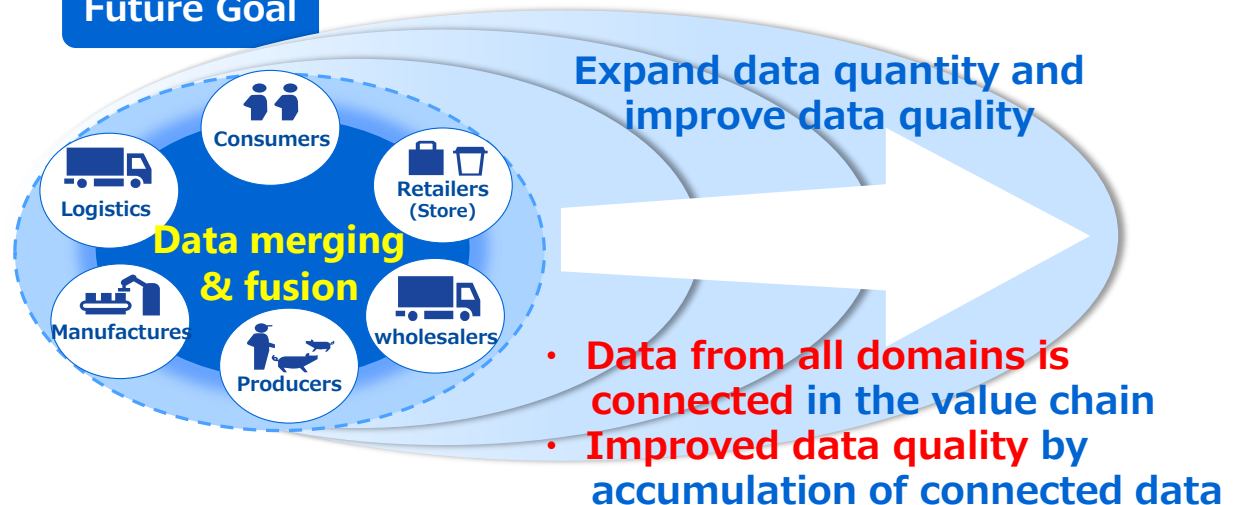 Future Goal
Expand data quantity and
improve data quality
Consumers
Logistics
Retailers
(Store)
Data merging
& fusion
Manufactures
wholesalers
Producers
・ Data from all domains is
connected in the value chain
・ Improved data quality by
accumulation of connected data